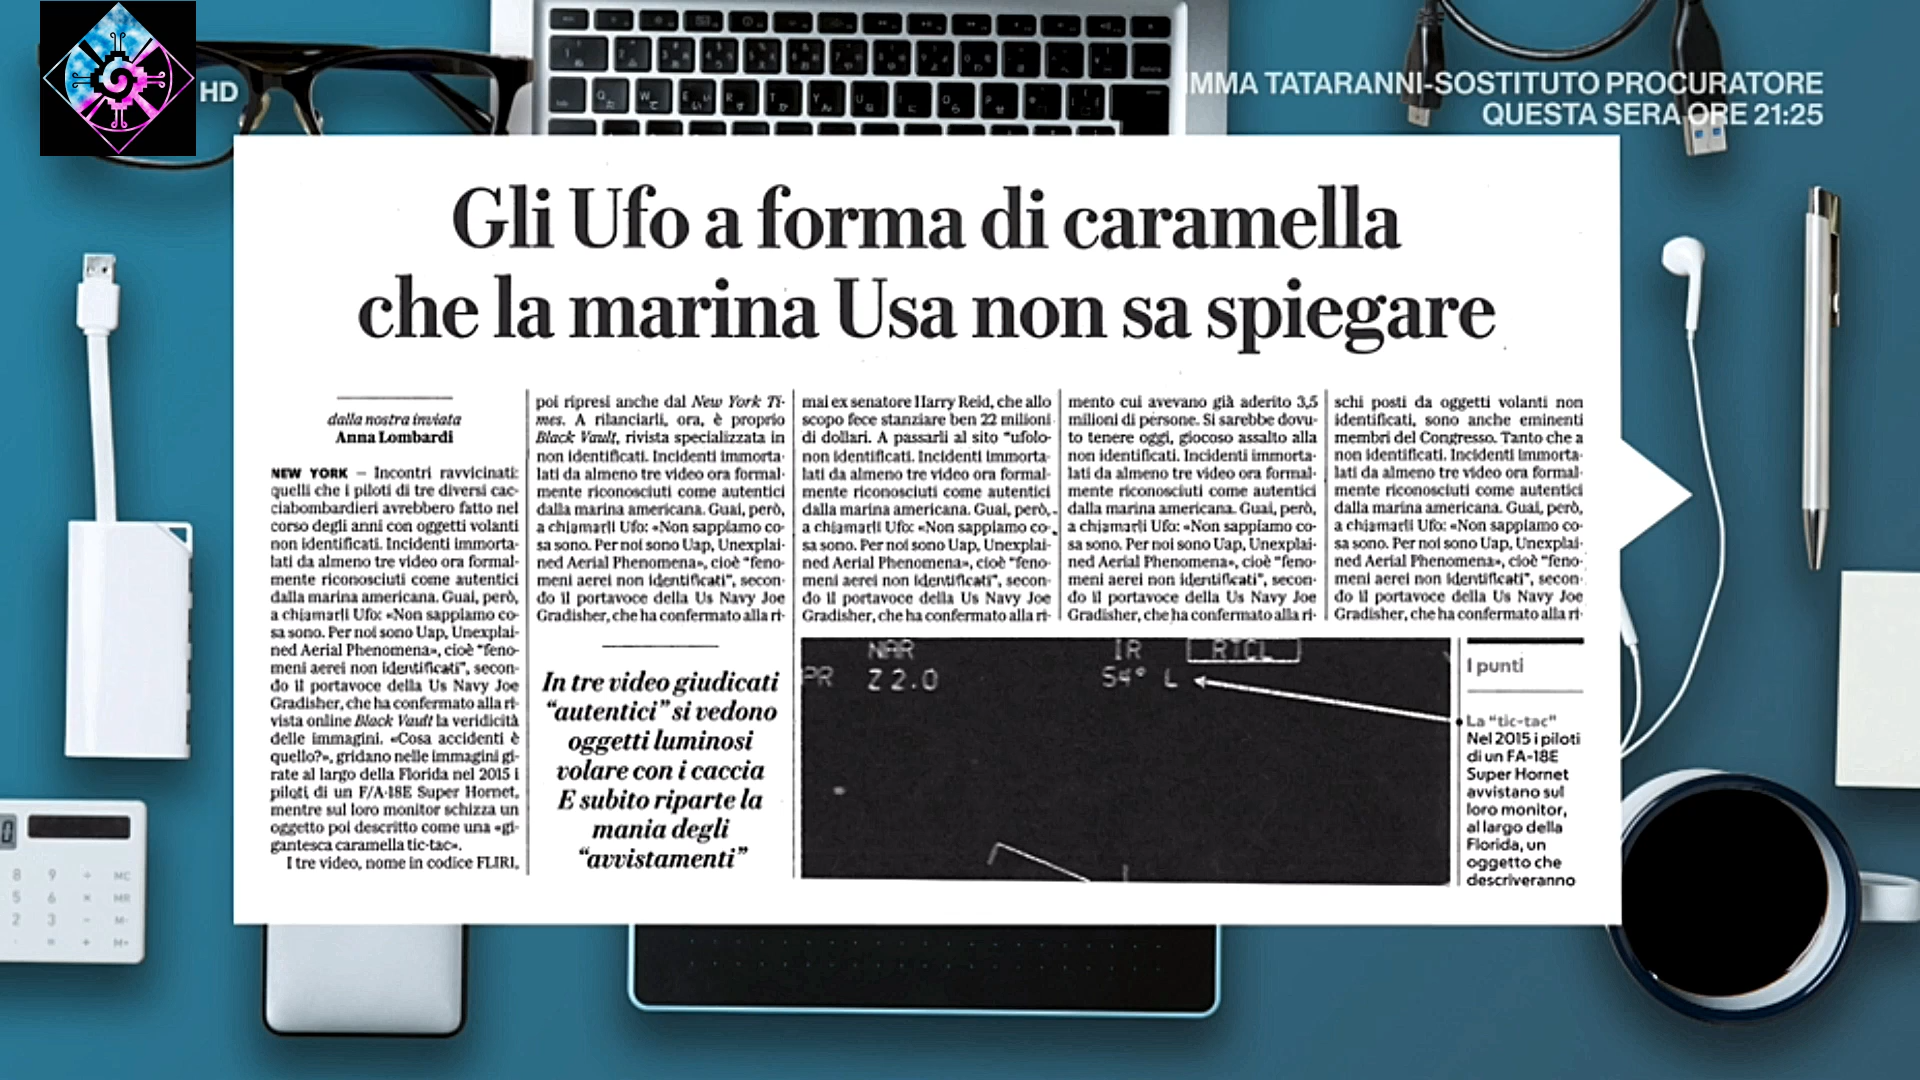 HD
IMMA TATARANNI-SOSTITUTO PROCURATORE
QUESTA SERA ORE 21:25
Gli Ufo a forma di caramella
che la marina Usa non sa spiegare
dalla nostra inviata
Anna Lombardi
NEW YORK – Incontri ravvicinati:
quelli che i piloti di tre diversi cac-
ciabombardieri avrebbero fatto nel
corso degli anni con oggetti volanti
non identificati. Incidenti immorta-
lati da almeno tre video ora formal-
mente riconosciuti come autentici
dalla marina americana. Guai, però,
a chiamarli Ufo: «Non sappiamo co-
sa sono. Per noi sono Uap, Unexplai-
ned Aerial Phenomena», cioè “feno-
meni aerei non identificati”, secon-
do il portavoce della Us Navy Joe
Gradisher, che ha confermato alla ri-
vista online Black Vault la veridicità
delle immagini. «Cosa accidenti è
quello?», gridano nelle immagini gi-
rate al largo della Florida nel 2015 i
piloti di un F/A-18E Super Hornet,
mentre sul loro monitor schizza un
oggetto poi descritto come una «gi-
gantesca caramella tic-tac».
I tre video, nome in codice FLIRI,
poi ripresi anche dal New York Ti-
mes. A rilanciarli, ora, è proprio
Black Vault, rivista specializzata in
non identificati. Incidenti immorta-
lati da almeno tre video ora formal-
mente riconosciuti come autentici
dalla marina americana. Guai, però,
a chiamarli Ufo: «Non sappiamo co-
sa sono. Per noi sono Uap, Unexplai-
ned Aerial Phenomena», cioè “feno-
meni aerei non identificati”, secon-
do il portavoce della Us Navy Joe
Gradisher, che ha confermato alla ri-
In tre video giudicati
“autentici” si vedono
oggetti luminosi
volare con i caccia
E subito riparte la
mania degli
“avvistamenti”
mai ex senatore Harry Reid, che allo
scopo fece stanziare ben 22 milioni
di dollari. A passarli al sito “ufolo-
non identificati. Incidenti immorta-
lati da almeno tre video ora formal-
mente riconosciuti come autentici
dalla marina americana. Guai, però,
a chiamarli Ufo: «Non sappiamo co-
sa sono. Per noi sono Uap, Unexplai-
ned Aerial Phenomena», cioè “feno-
meni aerei non identificati”, secon-
do il portavoce della Us Navy Joe
Gradisher, che ha confermato alla ri-
mento cui avevano già aderito 3,5
milioni di persone. Si sarebbe dovu-
to tenere oggi, giocoso assalto alla
non identificati. Incidenti immorta-
lati da almeno tre video ora formal-
mente riconosciuti come autentici
dalla marina americana. Guai, però,
a chiamarli Ufo: «Non sappiamo co-
sa sono. Per noi sono Uap, Unexplai-
ned Aerial Phenomena», cioè “feno-
meni aerei non identificati”, secon-
do il portavoce della Us Navy Joe
Gradisher, che ha confermato alla ri-
schi posti da oggetti volanti non
identificati, sono anche eminenti
membri del Congresso. Tanto che a
non identificati. Incidenti immorta-
lati da almeno tre video ora formal-
mente riconosciuti come autentici
dalla marina americana. Guai, però,
a chiamarli Ufo: «Non sappiamo co-
sa sono. Per noi sono Uap, Unexplai-
ned Aerial Phenomena», cioè “feno-
meni aerei non identificati”, secon-
do il portavoce della Us Navy Joe
Gradisher, che ha confermato alla ri-
NAR IR RTCL
PR Z 2.0 54° L
I punti
La “tic-tac”
Nel 2015 i piloti
di un FA-18E
Super Hornet
avvistano sul
loro monitor,
al largo della
Florida, un
oggetto che
descriveranno